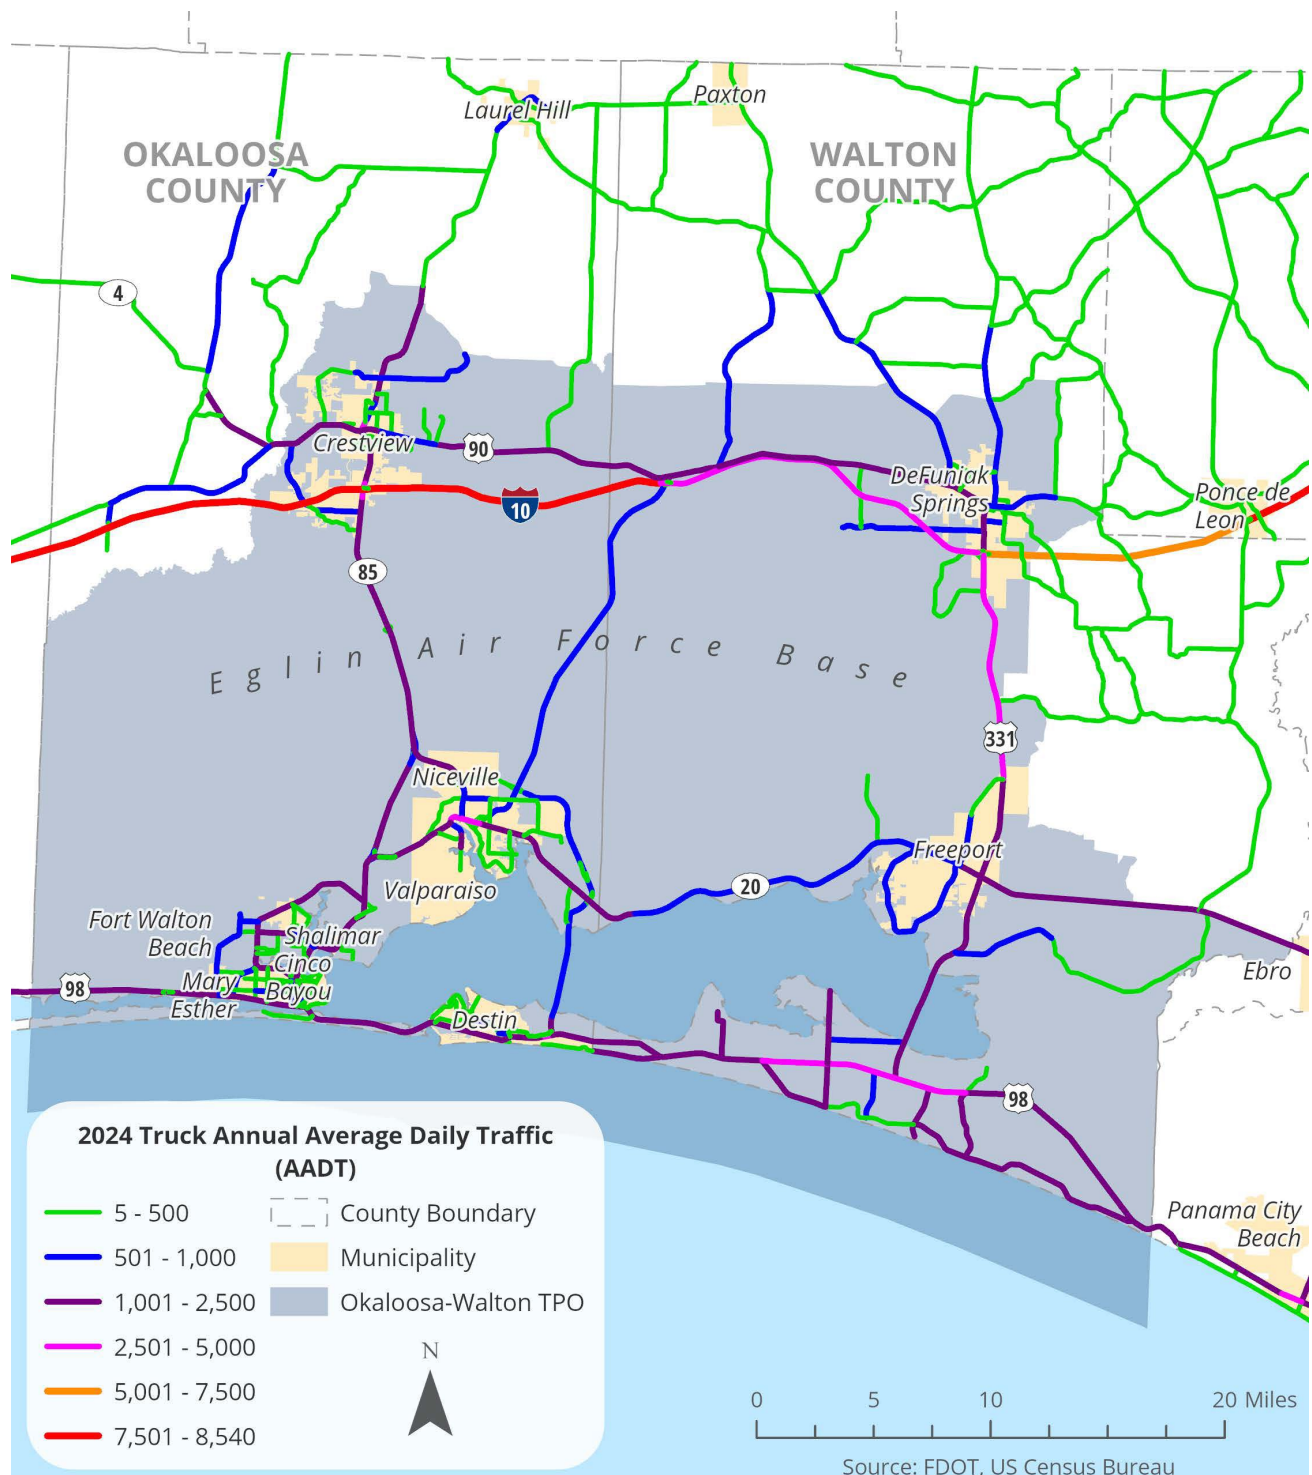 Laurel Hill
Paxton
OKALOOSA
COUNTY
WALTON
COUNTY
4
Crestview
90
DeFuniak
Springs
Ponce de
Leon
10
85
Eglin Air Force Base
331
Niceville
Freeport
Valparaiso
20
Fort Walton
Beach
Shalimar
Cinco
Bayou
Mary
Esther
98
Ebro
Destin
98
2024 Truck Annual Average Daily Traffic
(AADT)
5 - 500
County Boundary
501 - 1,000
Municipality
1,001 - 2,500
Okaloosa-Walton TPO
2,501 - 5,000
5,001 - 7,500
7,501 - 8,540
N
Panama City
Beach
0 5 10 20 Miles
Source: FDOT, US Census Bureau